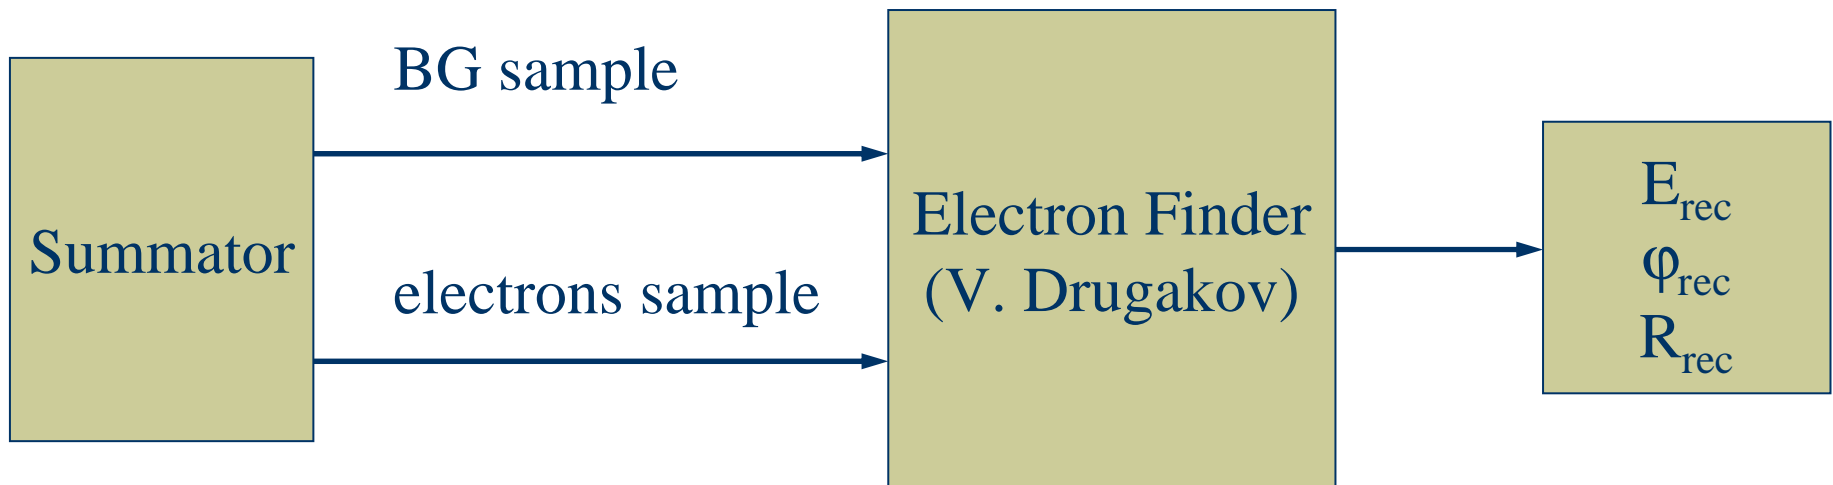 Summator
BG sample
electrons sample
Electron Finder
(V. Drugakov)
E_rec
φ_rec
R_rec